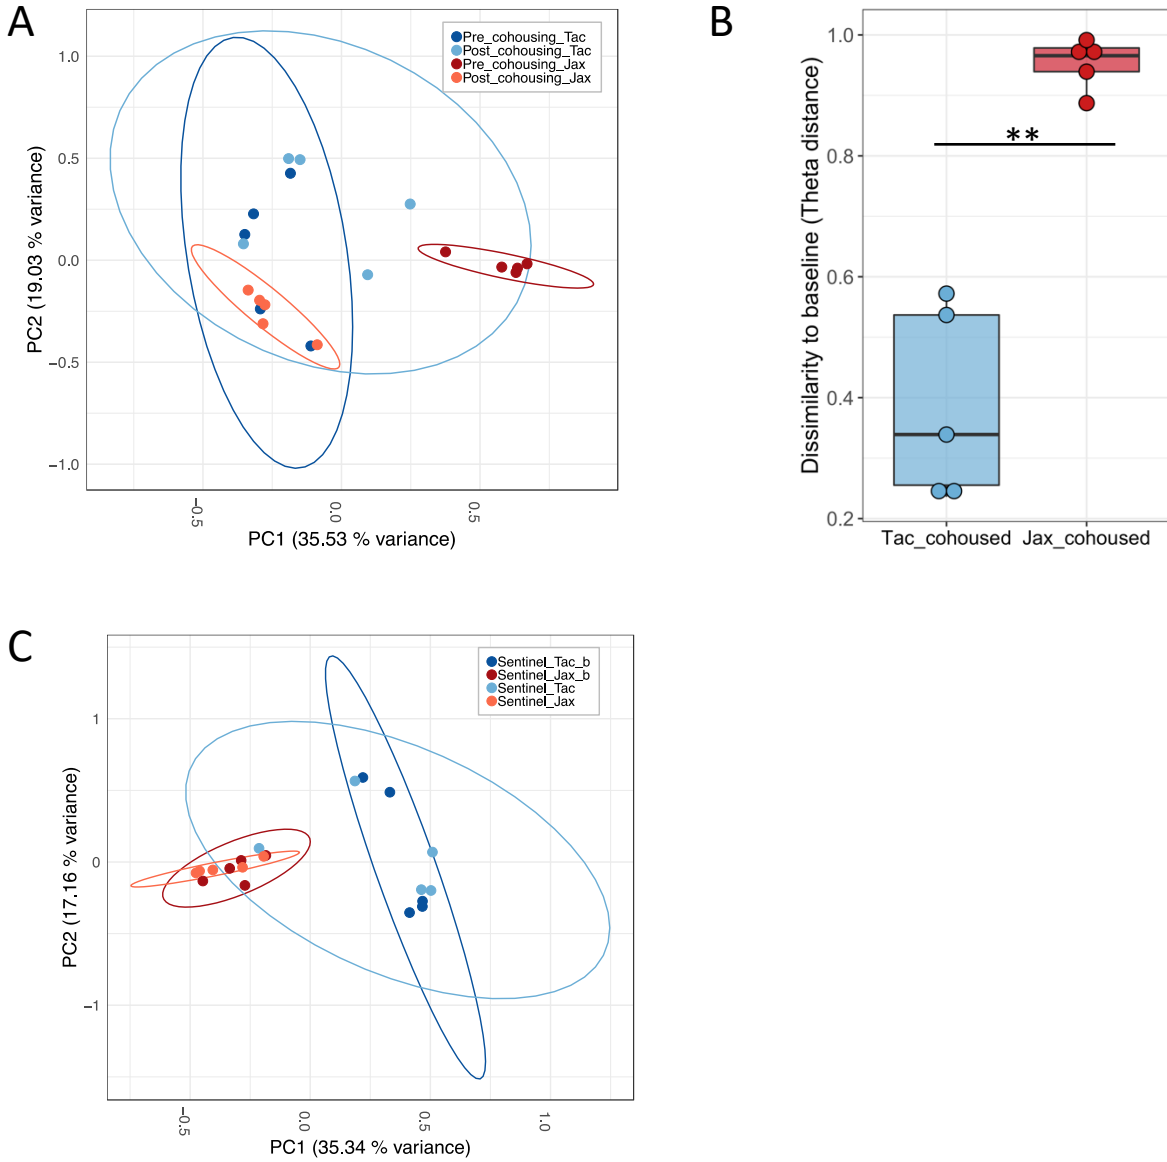 A
Pre_cohousing_Tac
Post_cohousing_Tac
Pre_cohousing_Jax
Post_cohousing_Jax
1.0
0.5
0.0
−0.5
−1.0
PC2 (19.03 % variance)
−0.5
0.0
0.5
PC1 (35.53 % variance)
B
1.0
0.8
0.6
0.4
0.2
Dissimilarity to baseline (Theta distance)
**
Tac_cohoused Jax_cohoused
C
Sentinel_Tac_b
Sentinel_Jax_b
Sentinel_Tac
Sentinel_Jax
1
0
−1
PC2 (17.16 % variance)
−0.5
0.0
0.5
1.0
PC1 (35.34 % variance)